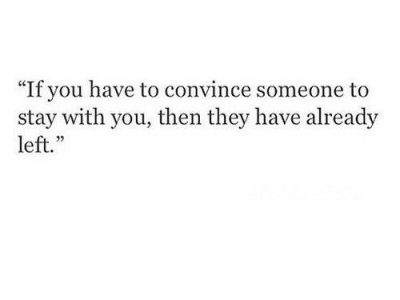 “If you have to convince someone to
stay with you, then they have already
left.”